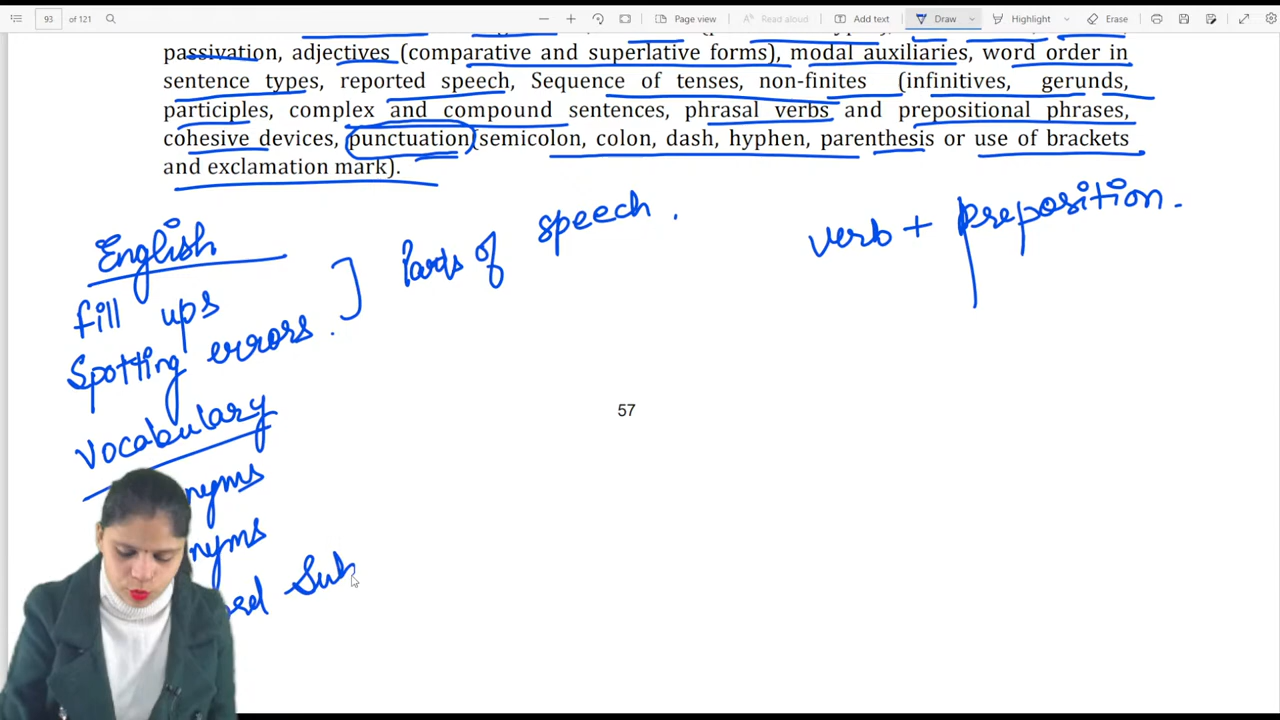 93 of 121
Page view
Read aloud
Add text
Draw
Highlight
Erase
passivation, adjectives (comparative and superlative forms), modal auxiliaries, word order in
sentence types, reported speech, Sequence of tenses, non-finites (infinitives, gerunds,
participles, complex and compound sentences, phrasal verbs and prepositional phrases,
cohesive devices, punctuation (semicolon, colon, dash, hyphen, parenthesis or use of brackets
and exclamation mark).
English
fill ups
Spotting errors.
] Parts of speech.
verb + preposition.
vocabulary
nyms
nyms
Sub
57